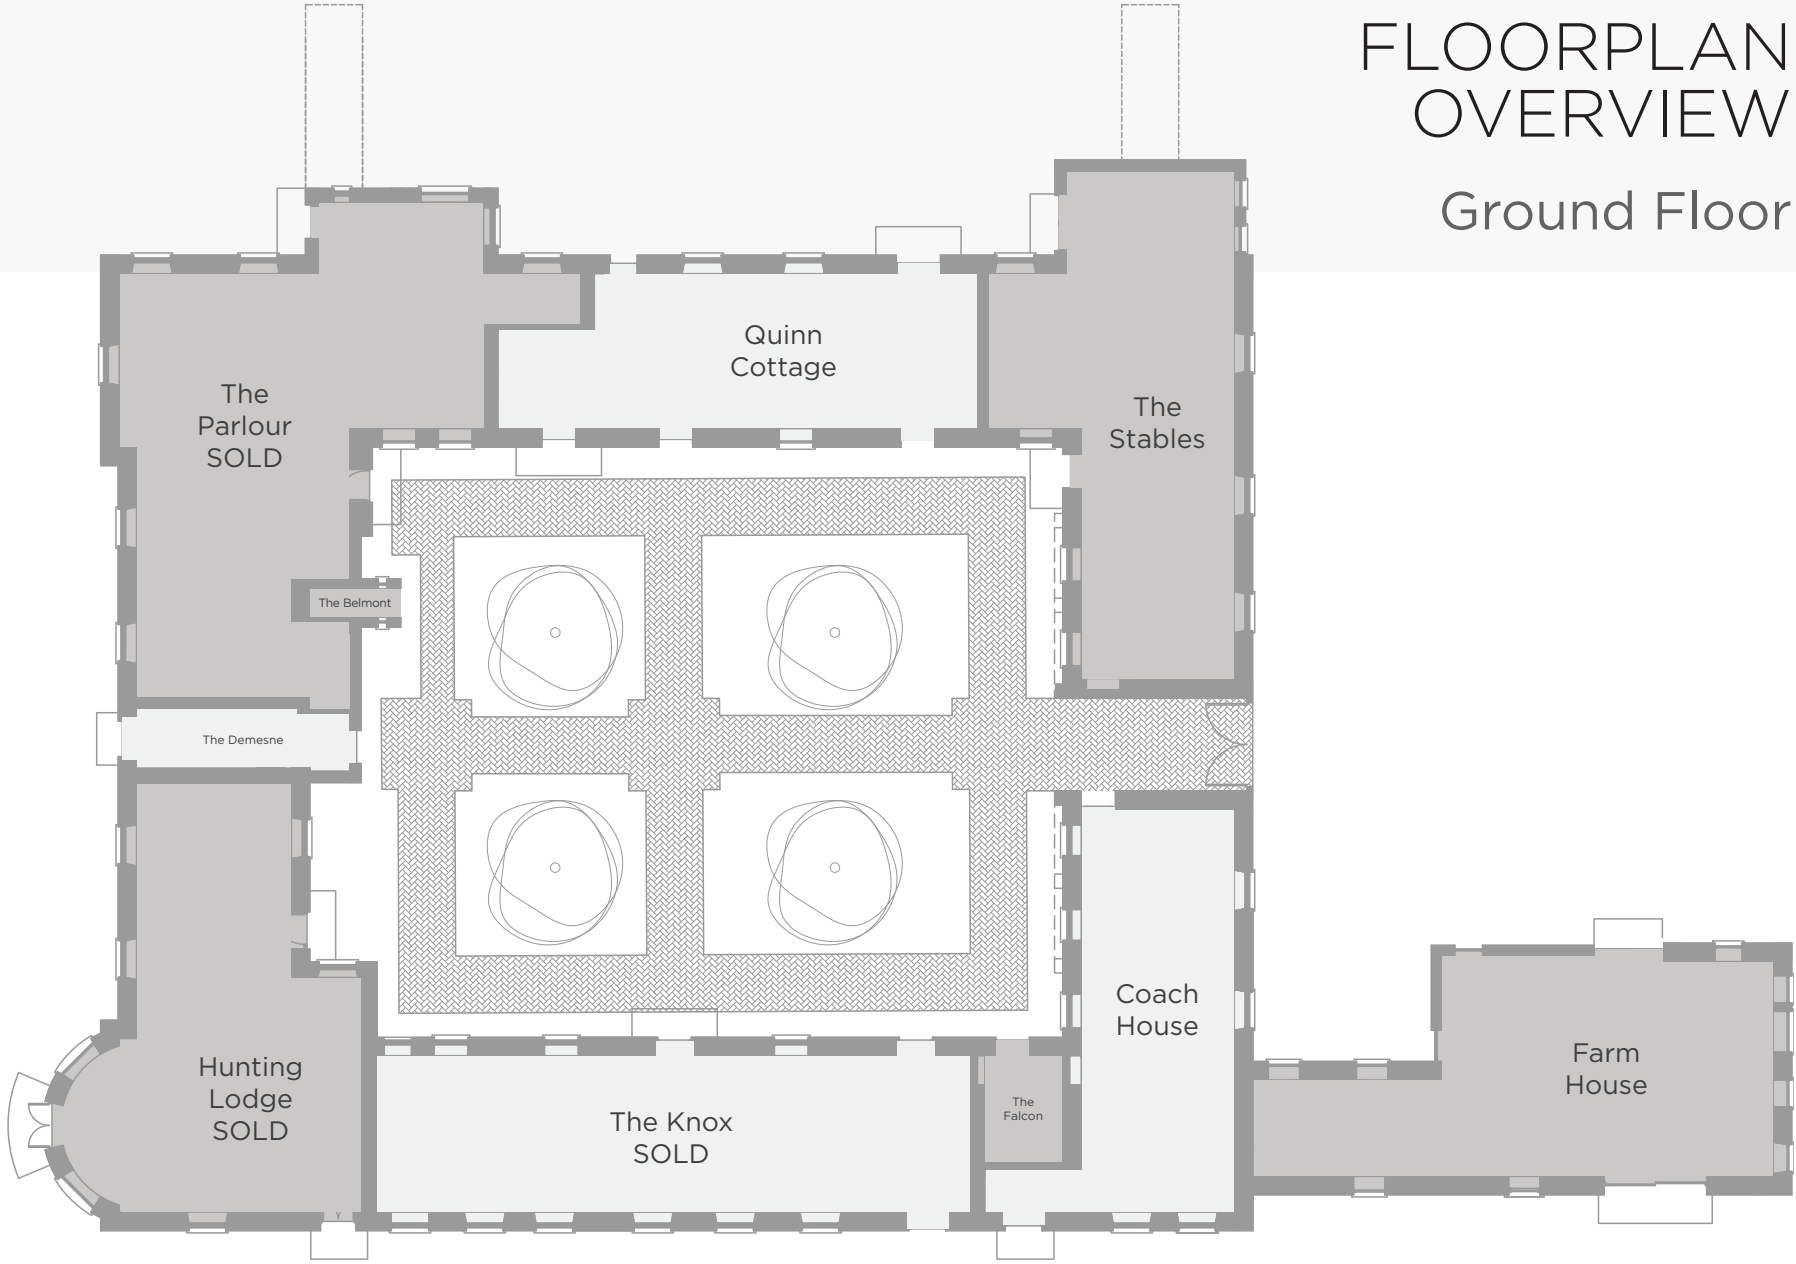 FLOORPLAN
OVERVIEW
Ground Floor
Quinn
Cottage
The
Parlour
SOLD
The
Stables
The Belmont
The Demesne
Coach
House
Hunting
Lodge
SOLD
The Knox
SOLD
The
Falcon
Farm
House